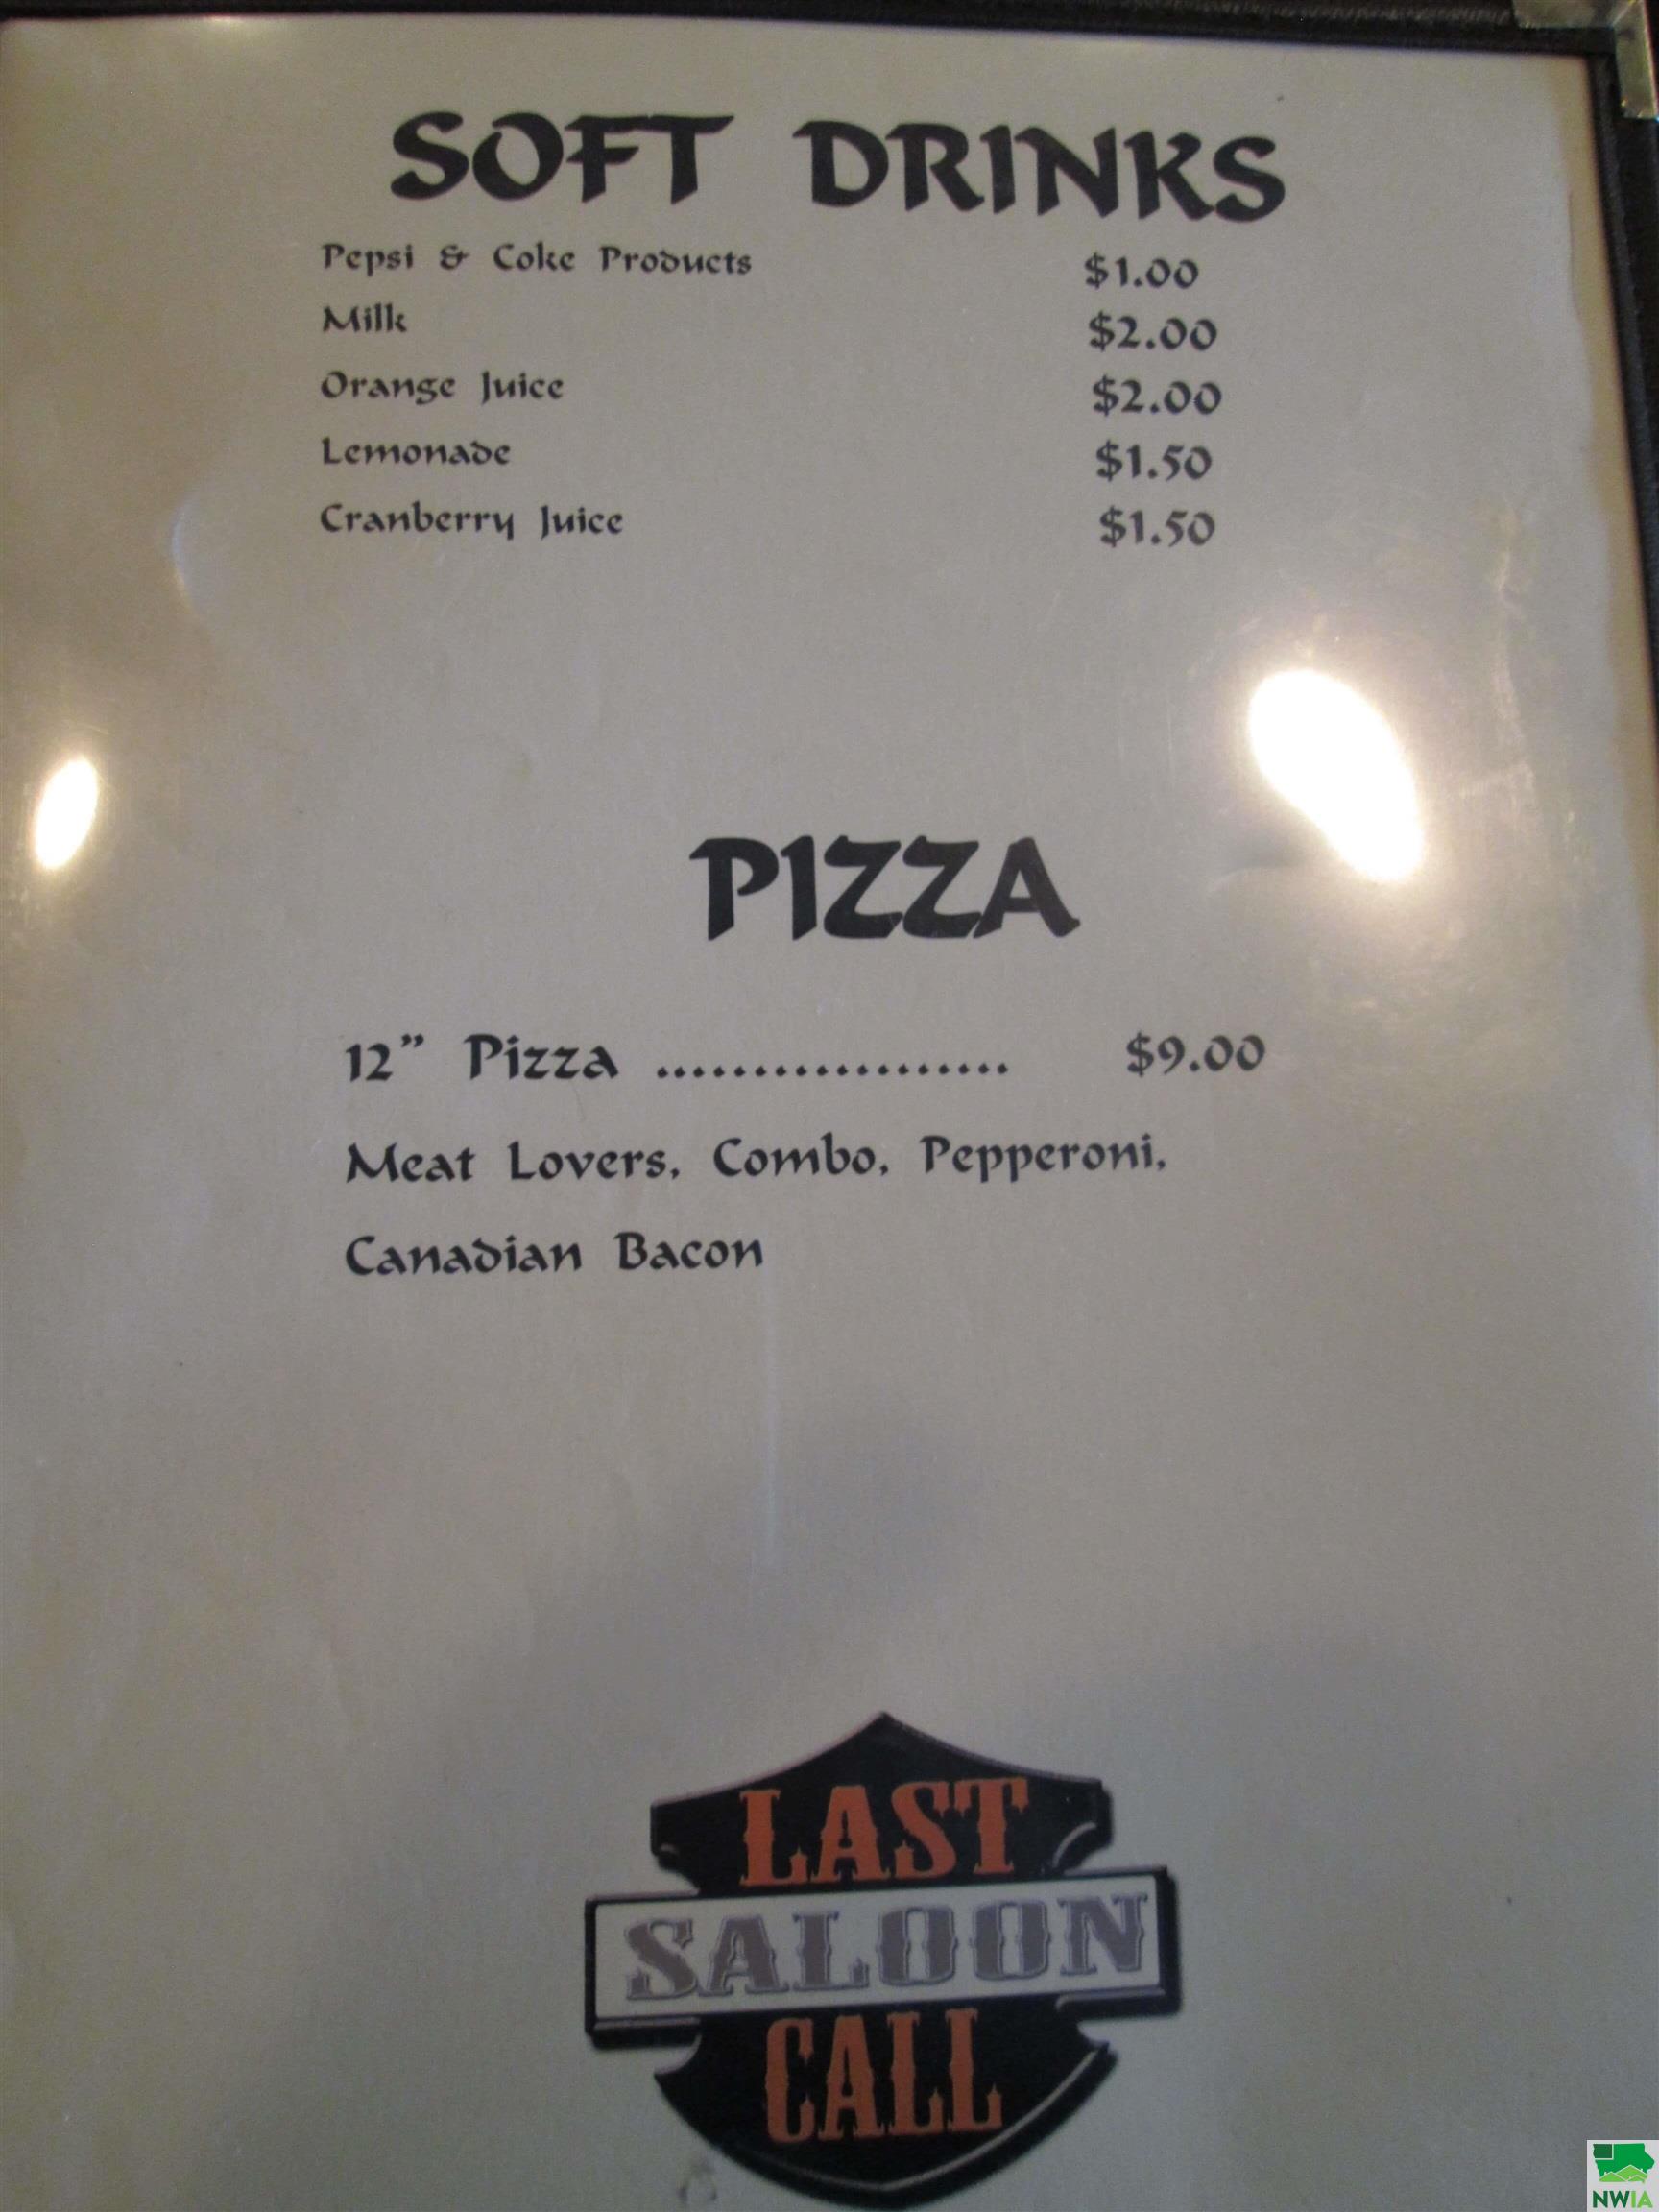 SOFT DRINKS
Pepsi & Coke Products $1.00
Milk $2.00
Orange Juice $2.00
Lemonade $1.50
Cranberry Juice $1.50
PIZZA
12” Pizza .................. $9.00
Meat Lovers, Combo, Pepperoni,
Canadian Bacon
LAST
SALOON
CALL
NWIA